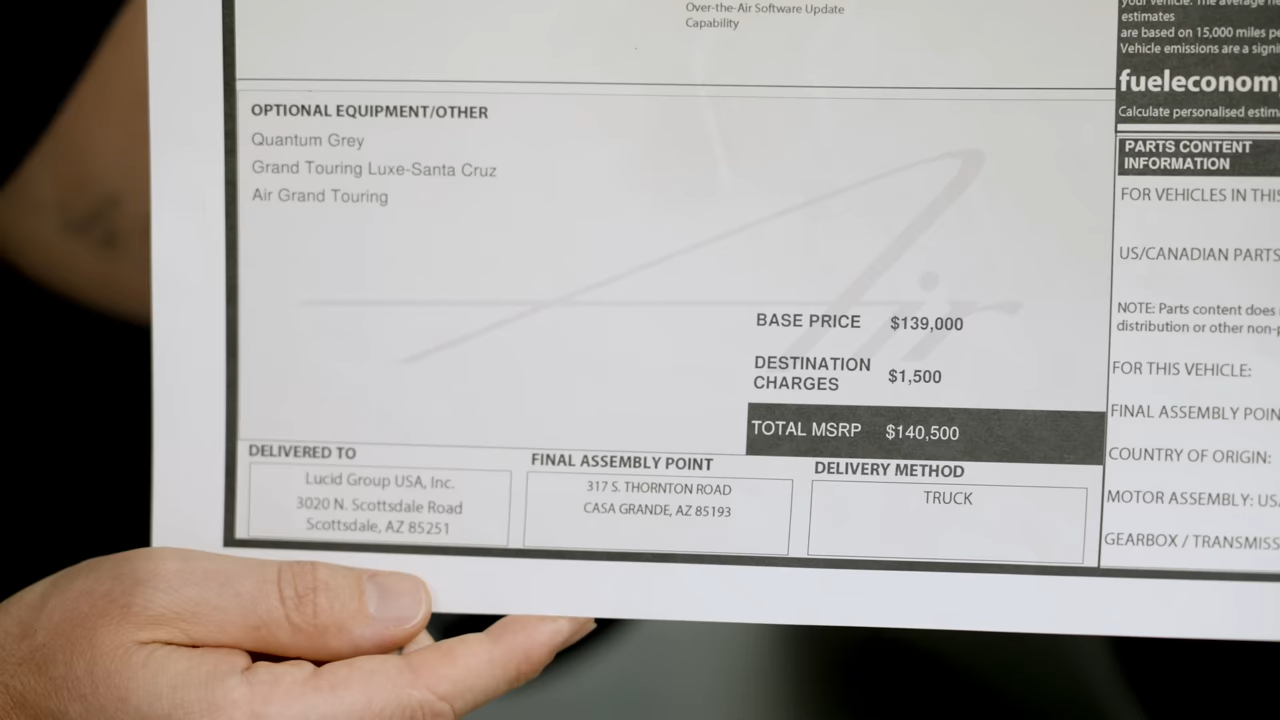 Over-the-Air Software Update
Capability
OPTIONAL EQUIPMENT/OTHER
Quantum Grey
Grand Touring Luxe-Santa Cruz
Air Grand Touring
Air
BASE PRICE $139,000
DESTINATION
CHARGES $1,500
TOTAL MSRP $140,500
DELIVERED TO
Lucid Group USA, Inc.
3020 N. Scottsdale Road
Scottsdale, AZ 85251
FINAL ASSEMBLY POINT
317 S. THORNTON ROAD
CASA GRANDE, AZ 85193
DELIVERY METHOD
TRUCK
your vehicle. The average
estimates
are based on 15,000 miles
Vehicle emissions are a
fueleconom
Calculate personalised
PARTS CONTENT
INFORMATION
FOR VEHICLES IN THIS
US/CANADIAN PARTS
NOTE: Parts content does
distribution or other non-
FOR THIS VEHICLE:
FINAL ASSEMBLY POIN
COUNTRY OF ORIGIN:
MOTOR ASSEMBLY: US
GEARBOX / TRANSMISS